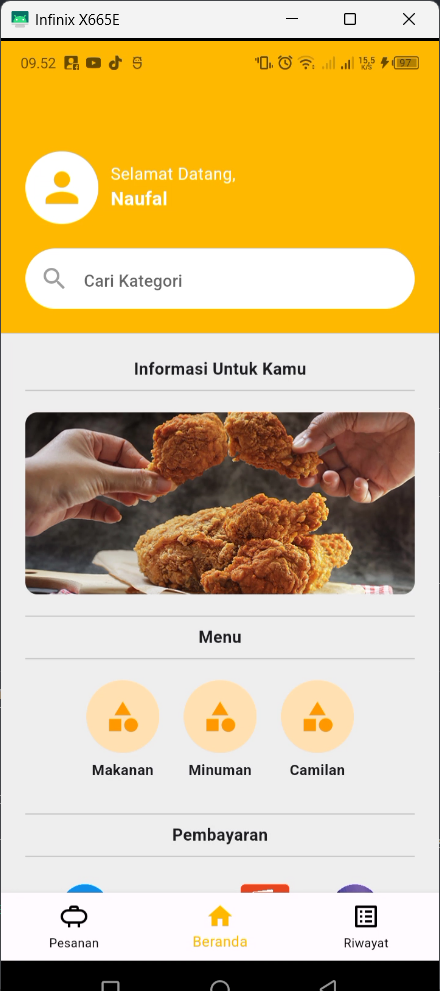 Infinix X665E
09.52
15,5
K/S
97
Selamat Datang,
Naufal
Cari Kategori
Informasi Untuk Kamu
Menu
Makanan
Minuman
Camilan
Pembayaran
Pesanan
Beranda
Riwayat